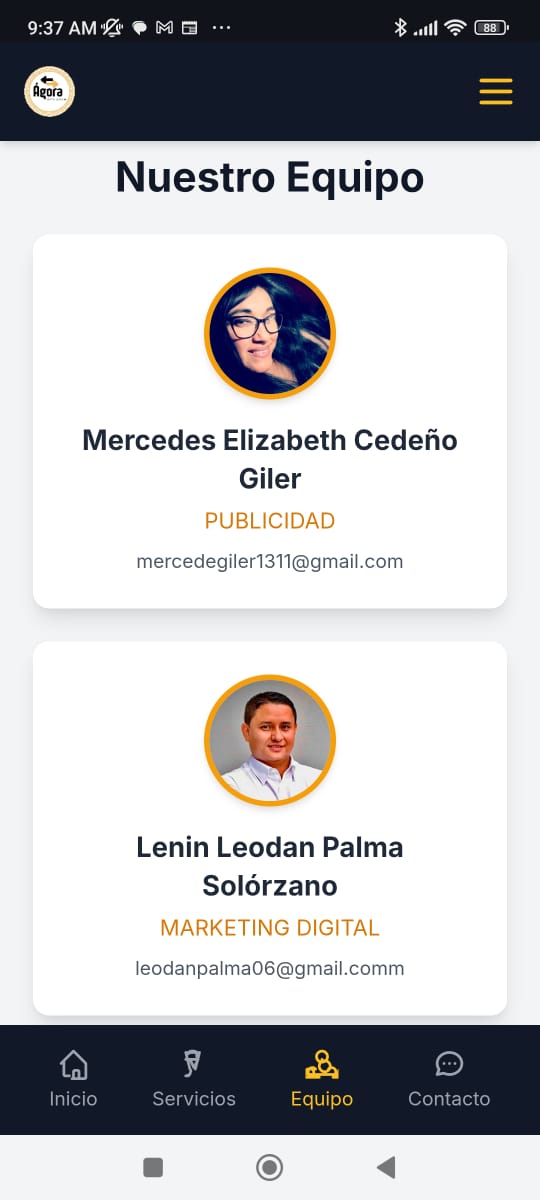 9:37 AM
88
Ágora
Nuestro Equipo
Mercedes Elizabeth Cedeño
Giler
PUBLICIDAD
mercedegiler1311@gmail.com
Lenin Leodan Palma
Solórzano
MARKETING DIGITAL
leodanpalma06@gmail.comm
Inicio
Servicios
Equipo
Contacto